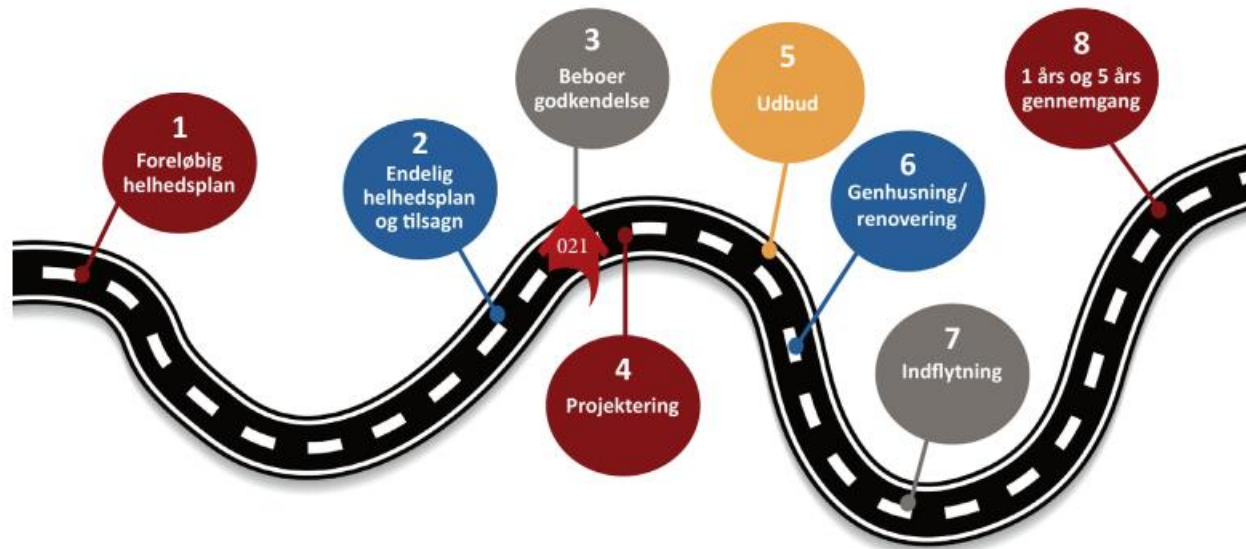 1
Foreløbig
helhedsplan
2
Endelig
helhedsplan
og tilsagn
3
Beboer
godkendelse
021
4
Projektering
5
Udbud
6
Genhusning/
renovering
7
Indflytning
8
1 års og 5 års
gennemgang